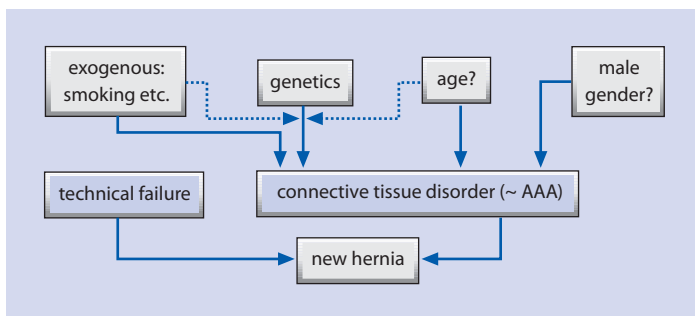 exogenous:
smoking etc.
genetics
age?
male
gender?
technical failure
connective tissue disorder (~ AAA)
new hernia